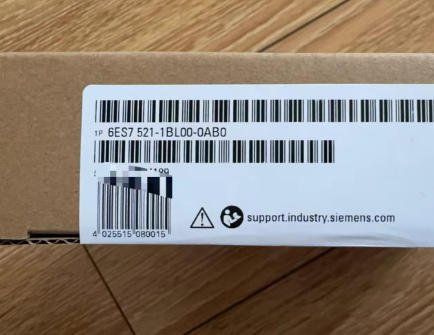 1P 6ES7 521-1BL00-0AB0
support.industry.siemens.com
4 025515 080015